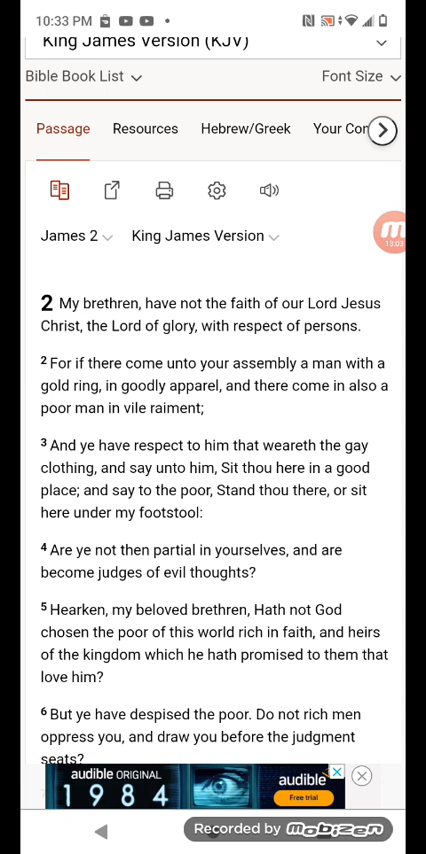 10:33 PM
King James Version (KJV)
Bible Book List
Font Size
Passage Resources Hebrew/Greek Your Con
James 2 King James Version
13:03
2 My brethren, have not the faith of our Lord Jesus
Christ, the Lord of glory, with respect of persons.
2 For if there come unto your assembly a man with a
gold ring, in goodly apparel, and there come in also a
poor man in vile raiment;
3 And ye have respect to him that weareth the gay
clothing, and say unto him, Sit thou here in a good
place; and say to the poor, Stand thou there, or sit
here under my footstool:
4 Are ye not then partial in yourselves, and are
become judges of evil thoughts?
5 Hearken, my beloved brethren, Hath not God
chosen the poor of this world rich in faith, and heirs
of the kingdom which he hath promised to them that
love him?
6 But ye have despised the poor. Do not rich men
oppress you, and draw you before the judgment
seats?
audible ORIGINAL
1984
audible
Free trial
Recorded by mobizen